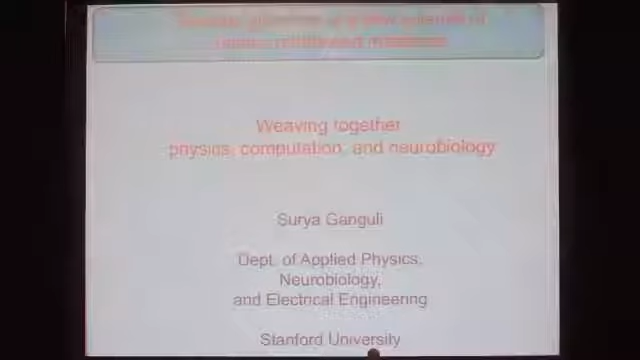 Weaving together
physics, computation, and neurobiology
Surya Ganguli
Dept. of Applied Physics,
Neurobiology,
and Electrical Engineering
Stanford University